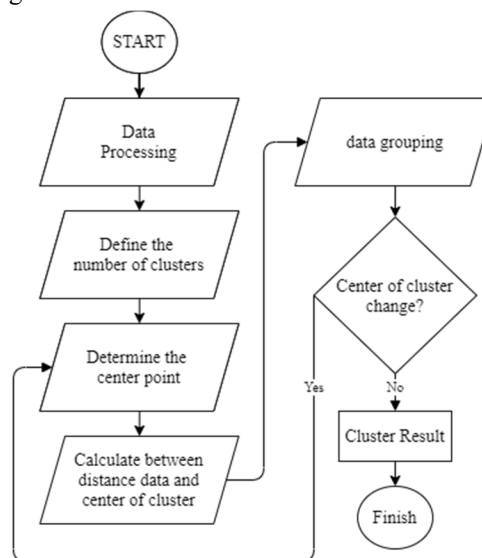 START
Data
Processing
Define the
number of clusters
Determine the
center point
Calculate between
distance data and
center of cluster
data grouping
Center of cluster
change?
Yes
No
Cluster Result
Finish